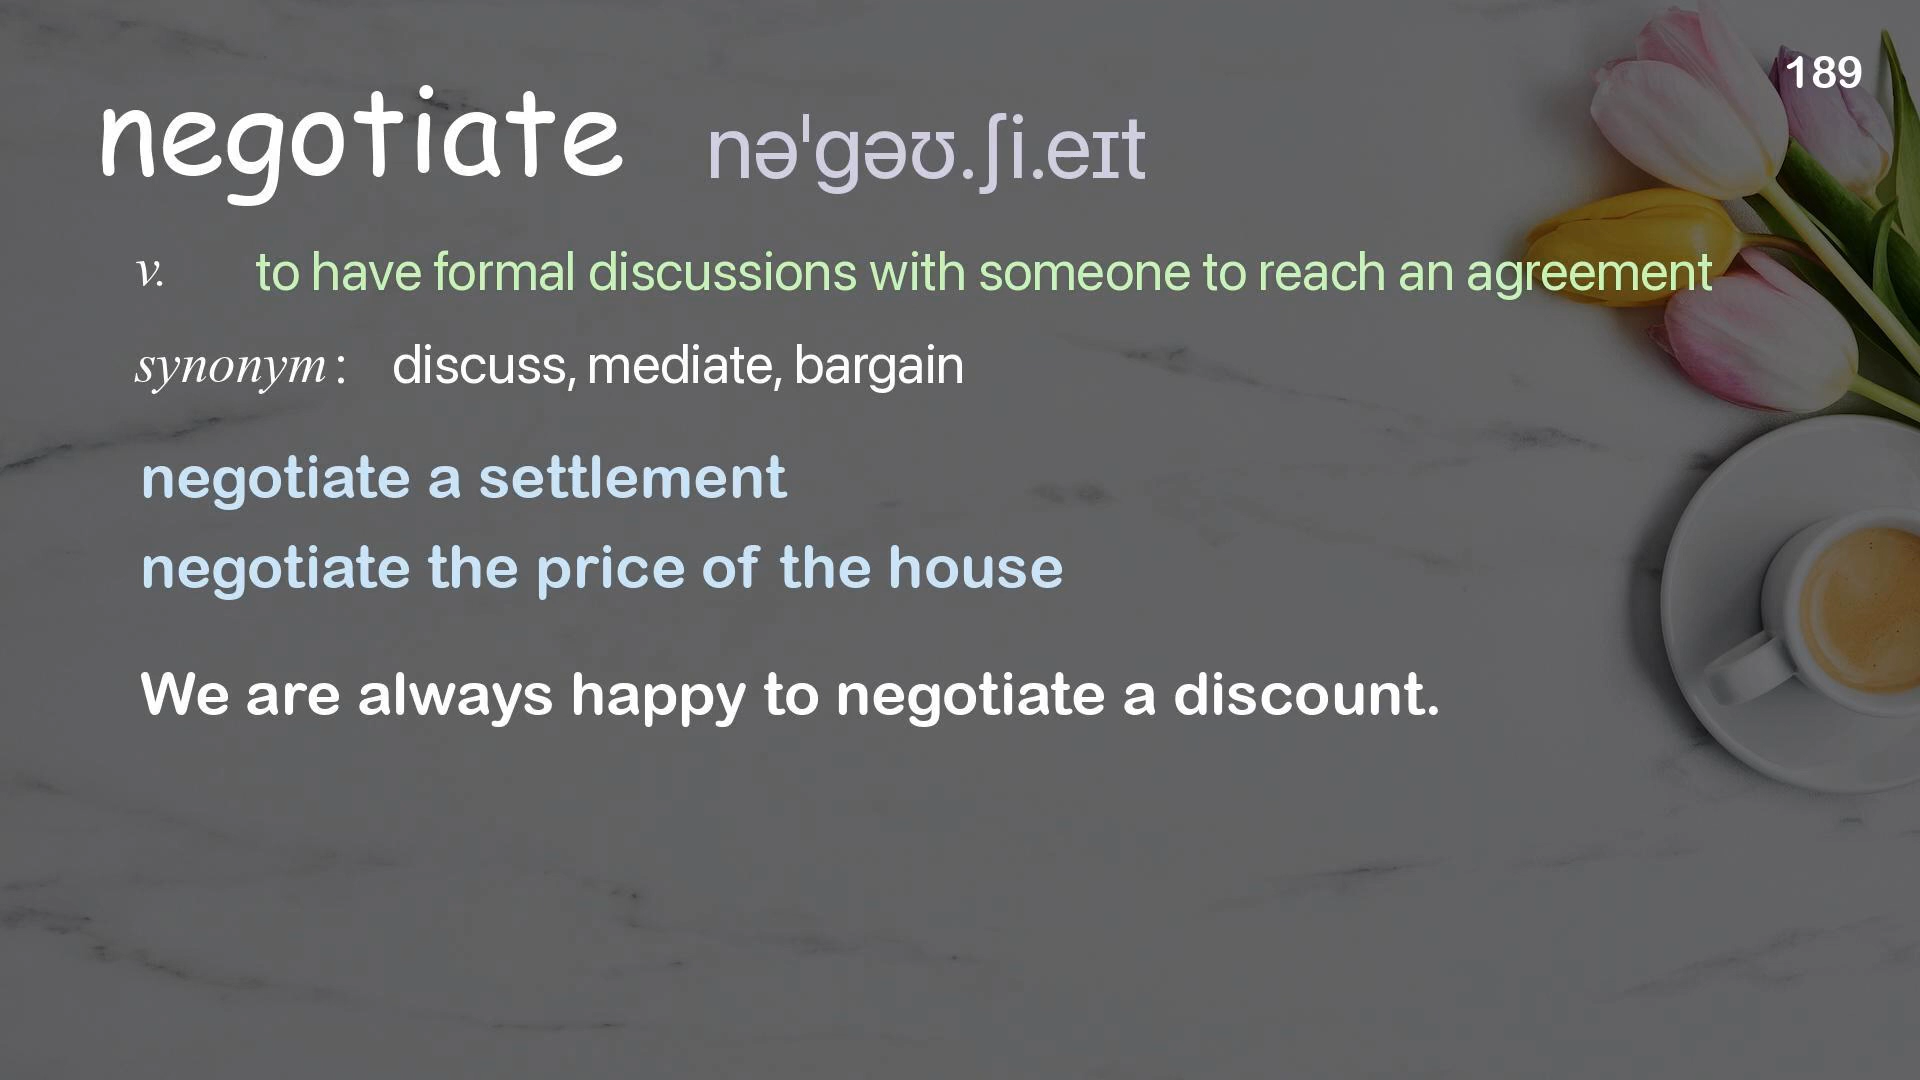 189
negotiate nəˈɡəʊ.ʃi.eɪt
v. to have formal discussions with someone to reach an agreement
synonym: discuss, mediate, bargain
negotiate a settlement
negotiate the price of the house
We are always happy to negotiate a discount.